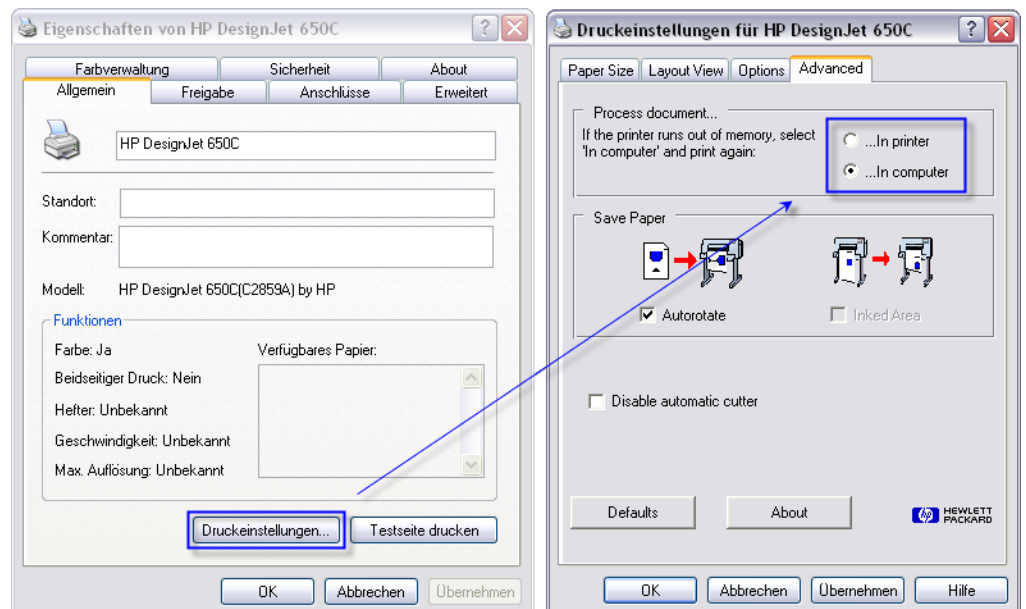 Eigenschaften von HP DesignJet 650C
Farbverwaltung Sicherheit About
Allgemein Freigabe Anschlüsse Erweitert
HP DesignJet 650C
Standort:
Kommentar:
Modell: HP DesignJet 650C(C2859A) by HP
Funktionen
Farbe: Ja Verfügbares Papier:
Beidseitiger Druck: Nein
Hefter: Unbekannt
Geschwindigkeit: Unbekannt
Max. Auflösung: Unbekannt
Druckeinstellungen... Testseite drucken
OK Abbrechen Übernehmen
Druckeinstellungen für HP DesignJet 650C
Paper Size Layout View Options Advanced
Process document...
If the printer runs out of memory, select
'In computer' and print again:
...In printer
...In computer
Save Paper
Autorotate Inked Area
Disable automatic cutter
Defaults About
hp HEWLETT
PACKARD
OK Abbrechen Übernehmen Hilfe